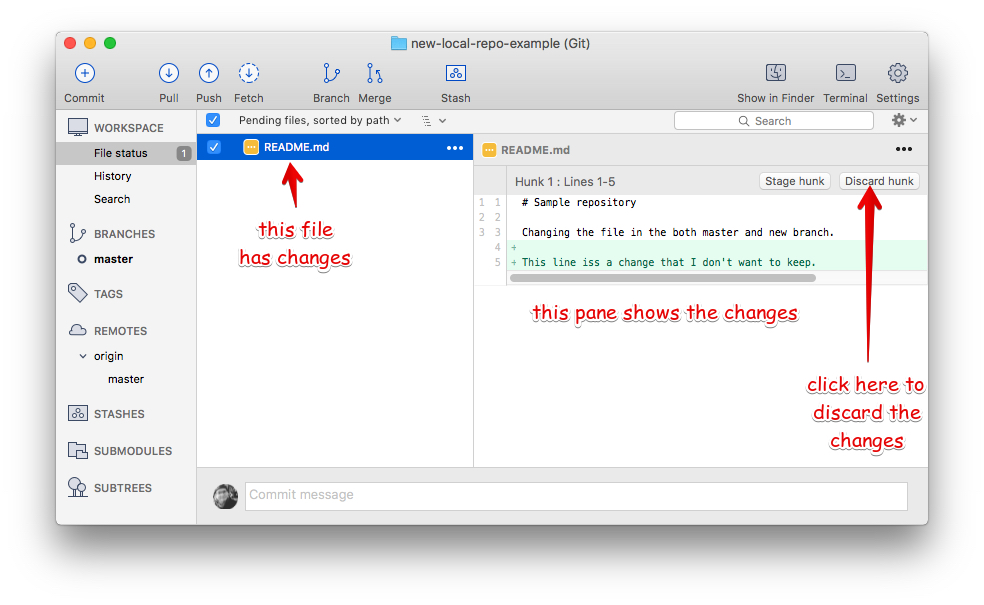 new-local-repo-example (Git)
Commit Pull Push Fetch Branch Merge Stash Show in Finder Terminal Settings
WORKSPACE
File status 1
History
Search
BRANCHES
master
TAGS
REMOTES
origin
master
STASHES
SUBMODULES
SUBTREES
Pending files, sorted by path
Search
README.md
this file
has changes
README.md
Hunk 1 : Lines 1-5
Stage hunk
Discard hunk
1 1 # Sample repository
2 2
3 3 Changing the file in the both master and new branch.
4 +
5 + This line iss a change that I don't want to keep.
this pane shows the changes
click here to
discard the
changes
Commit message